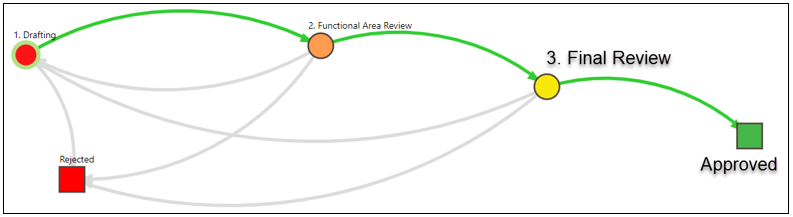 1. Drafting
2. Functional Area Review
3. Final Review
Rejected
Approved